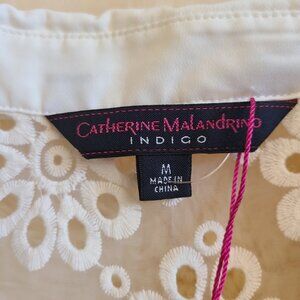 CATHERINE MALANDRINO
INDIGO
M
MADE IN
CHINA